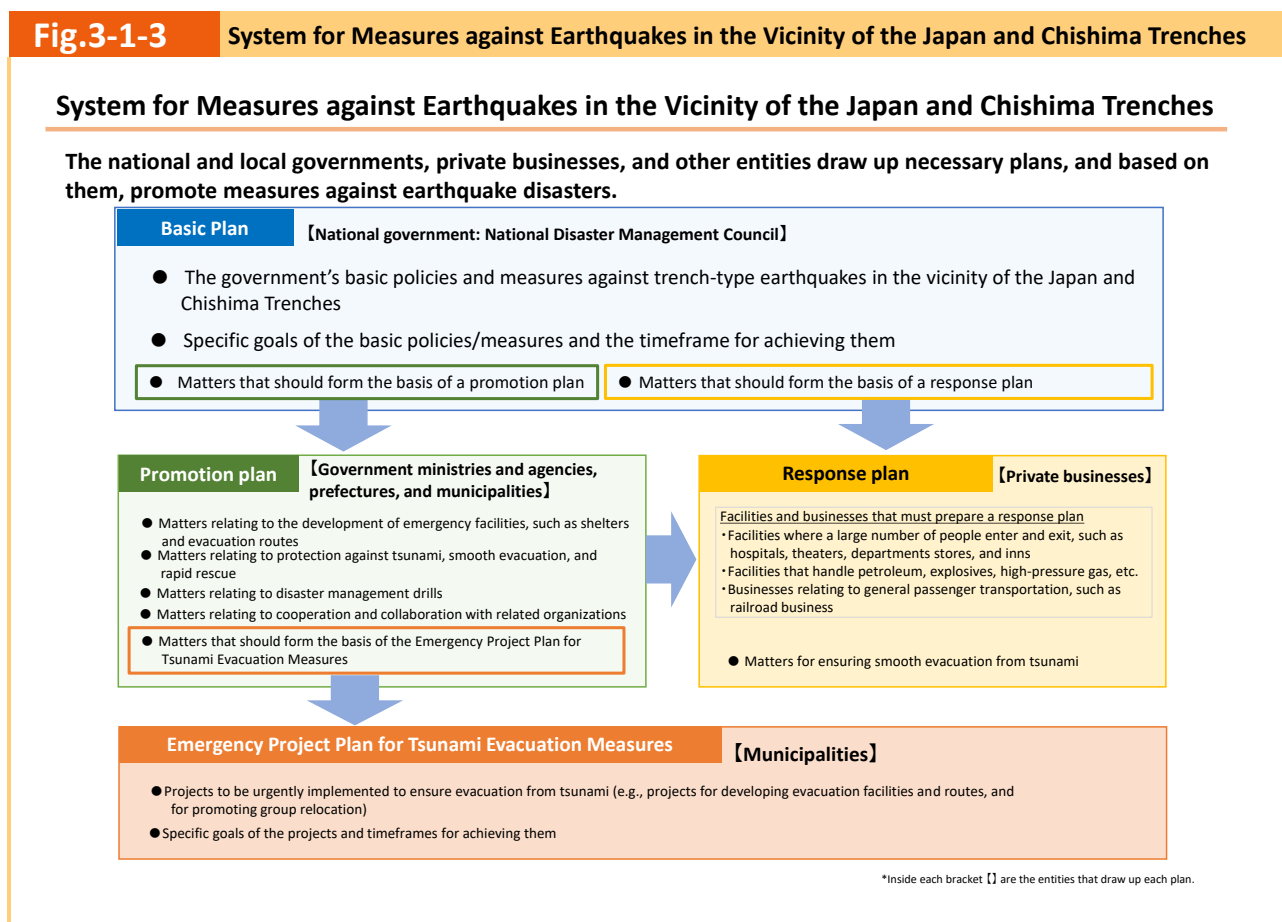 Fig.3-1-3
System for Measures against Earthquakes in the Vicinity of the Japan and Chishima Trenches
System for Measures against Earthquakes in the Vicinity of the Japan and Chishima Trenches
The national and local governments, private businesses, and other entities draw up necessary plans, and based on
them, promote measures against earthquake disasters.
Basic Plan
【National government: National Disaster Management Council】
● The government’s basic policies and measures against trench-type earthquakes in the vicinity of the Japan and
Chishima Trenches
● Specific goals of the basic policies/measures and the timeframe for achieving them
● Matters that should form the basis of a promotion plan
● Matters that should form the basis of a response plan
Promotion plan
【Government ministries and agencies,
prefectures, and municipalities】
● Matters relating to the development of emergency facilities, such as shelters
and evacuation routes
● Matters relating to protection against tsunami, smooth evacuation, and
rapid rescue
● Matters relating to disaster management drills
● Matters relating to cooperation and collaboration with related organizations
● Matters that should form the basis of the Emergency Project Plan for
Tsunami Evacuation Measures
Response plan
【Private businesses】
Facilities and businesses that must prepare a response plan
・Facilities where a large number of people enter and exit, such as
hospitals, theaters, departments stores, and inns
・Facilities that handle petroleum, explosives, high-pressure gas, etc.
・Businesses relating to general passenger transportation, such as
railroad business
● Matters for ensuring smooth evacuation from tsunami
Emergency Project Plan for Tsunami Evacuation Measures
【Municipalities】
●Projects to be urgently implemented to ensure evacuation from tsunami (e.g., projects for developing evacuation facilities and routes, and
for promoting group relocation)
●Specific goals of the projects and timeframes for achieving them
*Inside each bracket【】are the entities that draw up each plan.